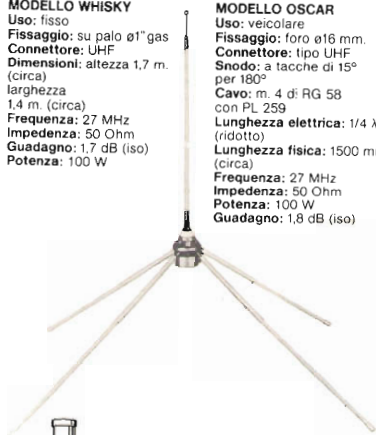 MODELLO WHISKY
Uso: fisso
Fissaggio: su palo ø1" gas
Connettore: UHF
Dimensioni: altezza 1,7 m.
(circa)
larghezza
1,4 m. (circa)
Frequenza: 27 MHz
Impedenza: 50 Ohm
Guadagno: 1,7 dB (iso)
Potenza: 100 W
MODELLO OSCAR
Uso: veicolare
Fissaggio: foro ø16 mm.
Connettore: tipo UHF
Snodo: a tacche di 15°
per 180°
Cavo: m. 4 di RG 58
con PL 259
Lunghezza elettrica: 1/4 λ
(ridotto)
Lunghezza fisica: 1500
(circa)
Frequenza: 27 MHz
Impedenza: 50 Ohm
Potenza: 100 W
Guadagno: 1,8 dB (iso)